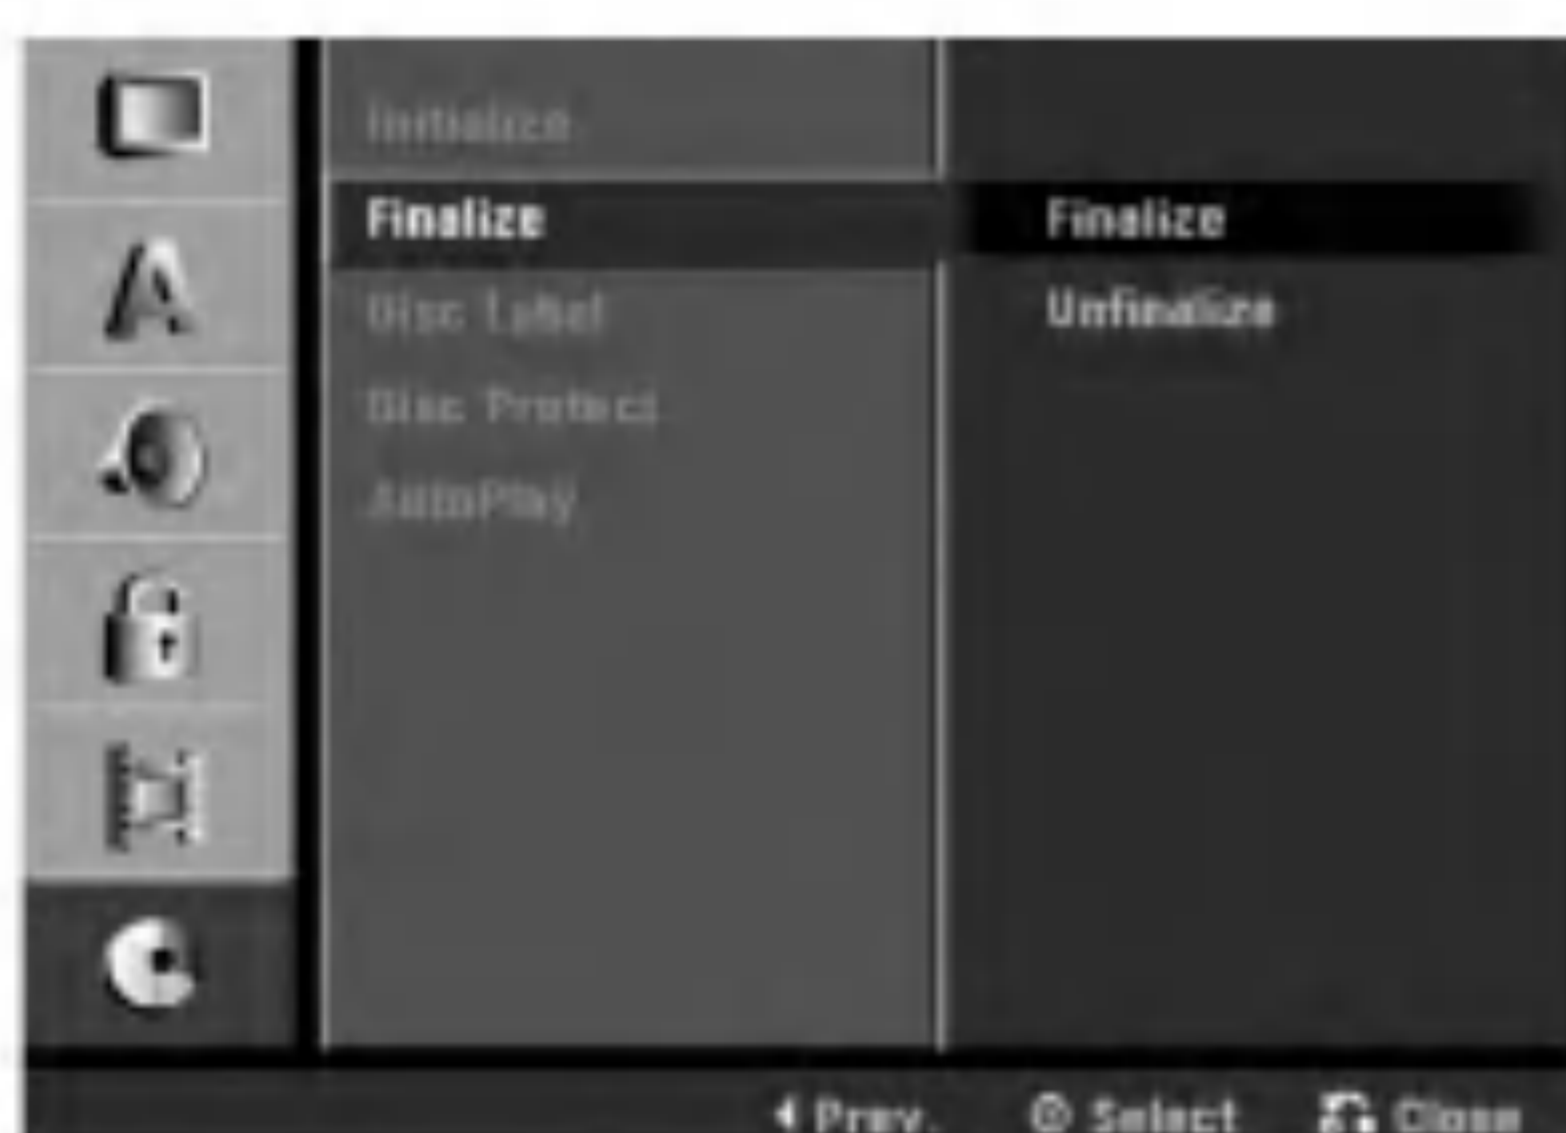 Initialize
Finalize
Finalize
Disc Label
Unfinalize
Disc Protect
AutoPlay
Prev.
Select
Close